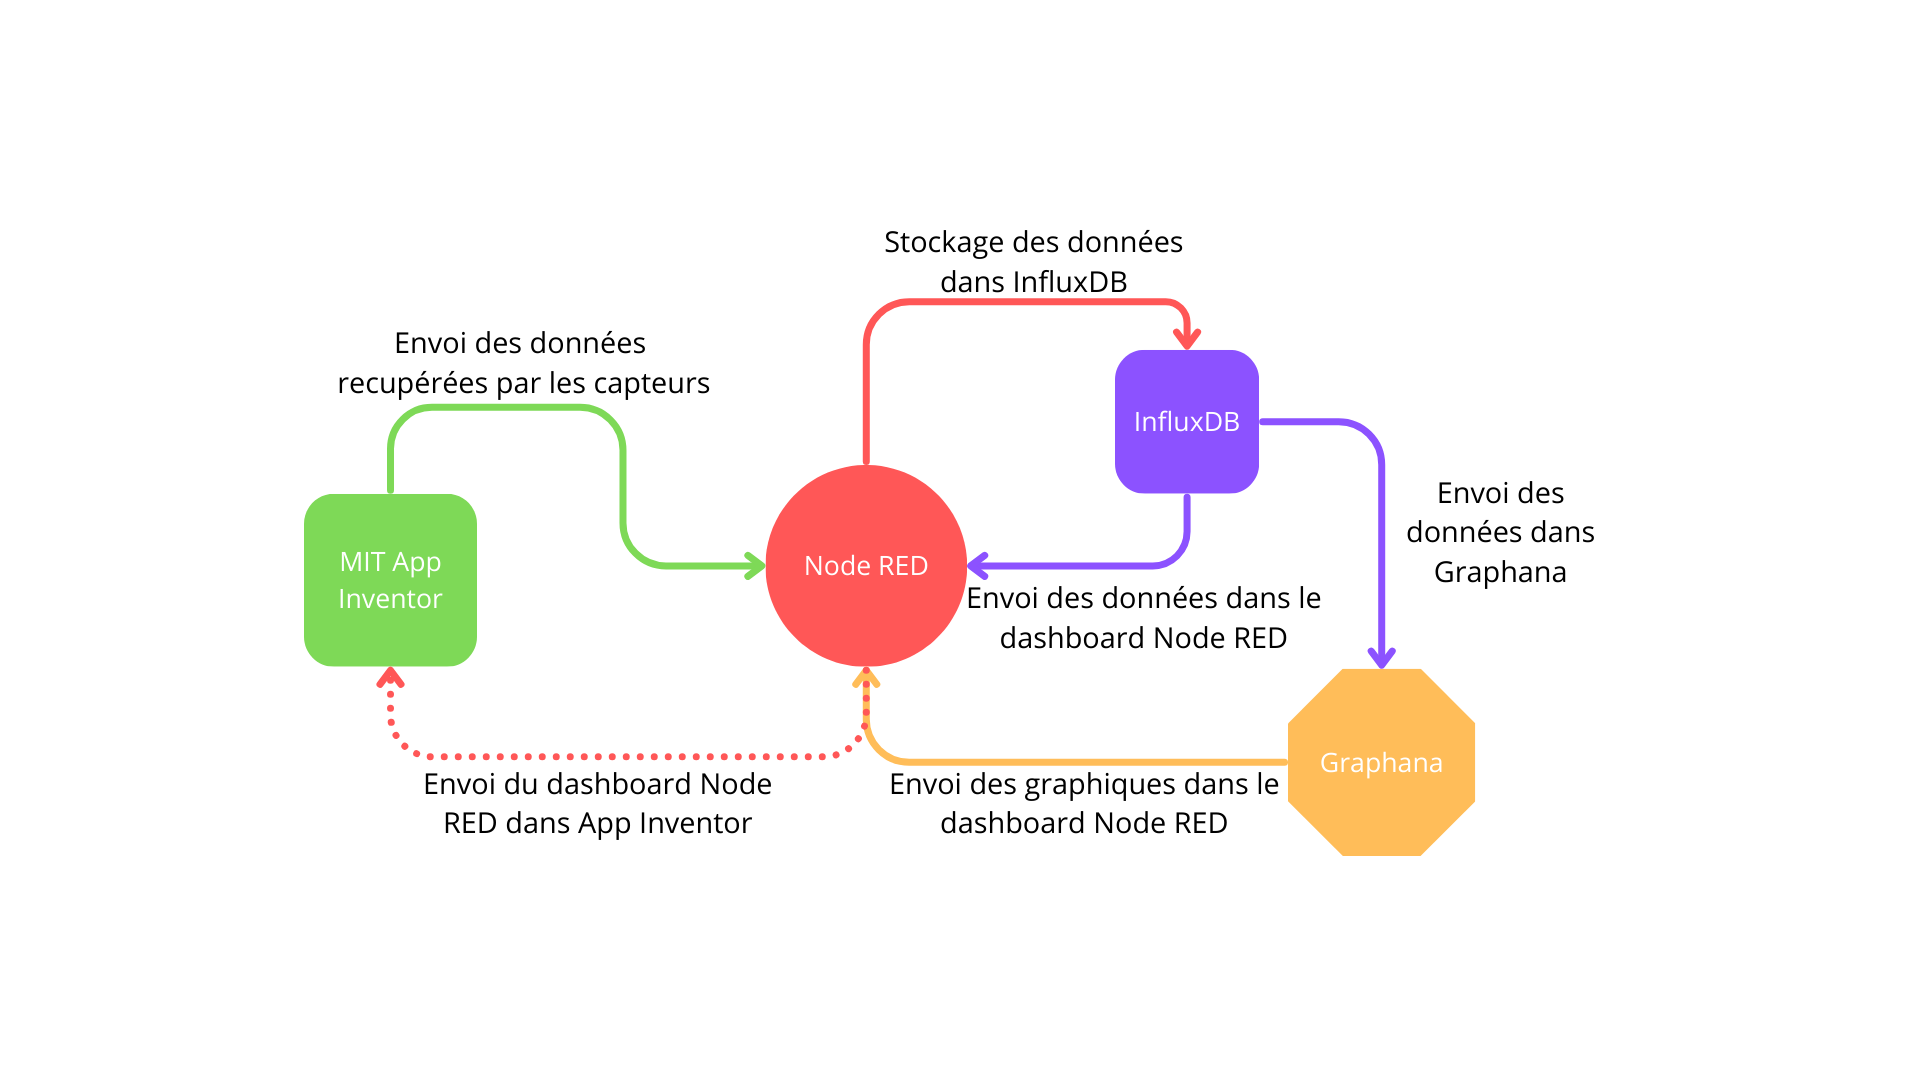 Stockage des données
dans InfluxDB
Envoi des données
recupérées par les capteurs
InfluxDB
Envoi des
données dans
Graphana
MIT App
Inventor
Node RED
Envoi des données dans le
dashboard Node RED
Graphana
Envoi du dashboard Node
RED dans App Inventor
Envoi des graphiques dans le
dashboard Node RED